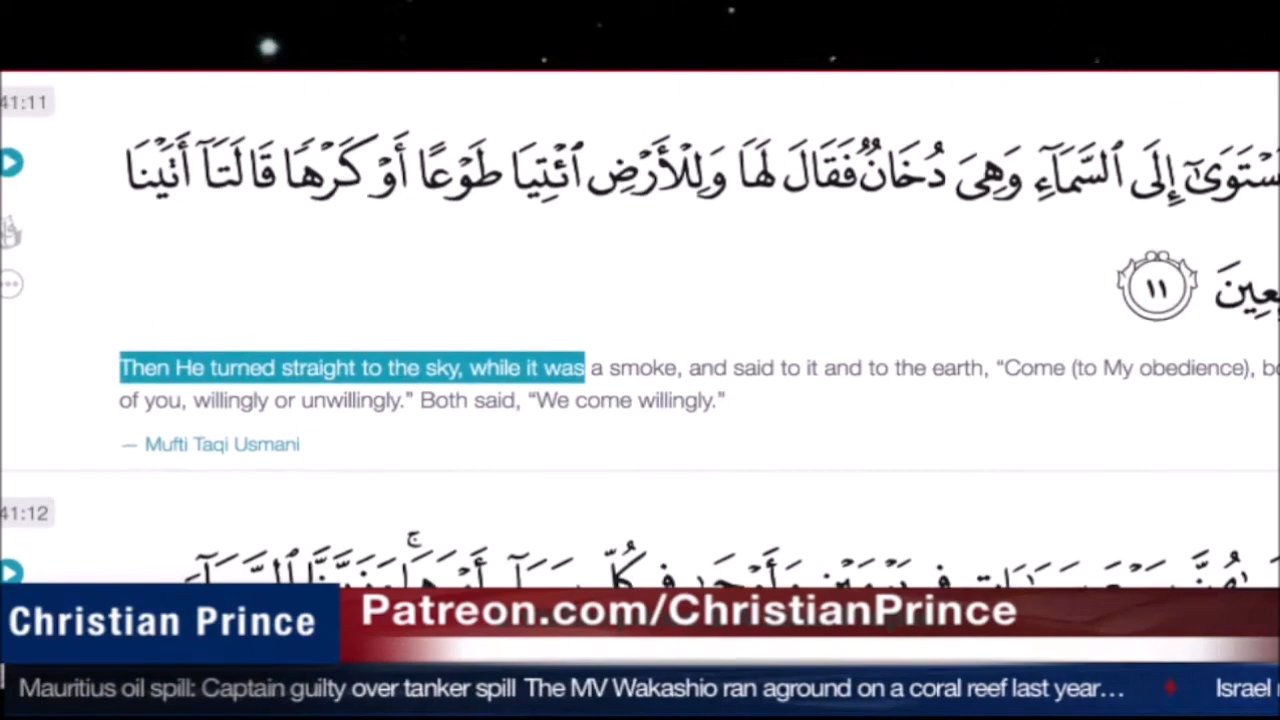 41:11
إِلَى ٱلسَّمَآءِ وَهِىَ دُخَانٌ فَقَالَ لَهَا وَلِلْأَرْضِ ٱئْتِيَا طَوْعًا أَوْ كَرْهًا قَالَتَآ أَتَيْنَا
١١
Then He turned straight to the sky, while it was a smoke, and said to it and to the earth, “Come (to My obedience),
of you, willingly or unwillingly.” Both said, “We come willingly.”
— Mufti Taqi Usmani
41:12
Christian Prince
Patreon.com/ChristianPrince
Mauritius oil spill: Captain guilty over tanker spill The MV Wakashio ran aground on a coral reef last year… Israel